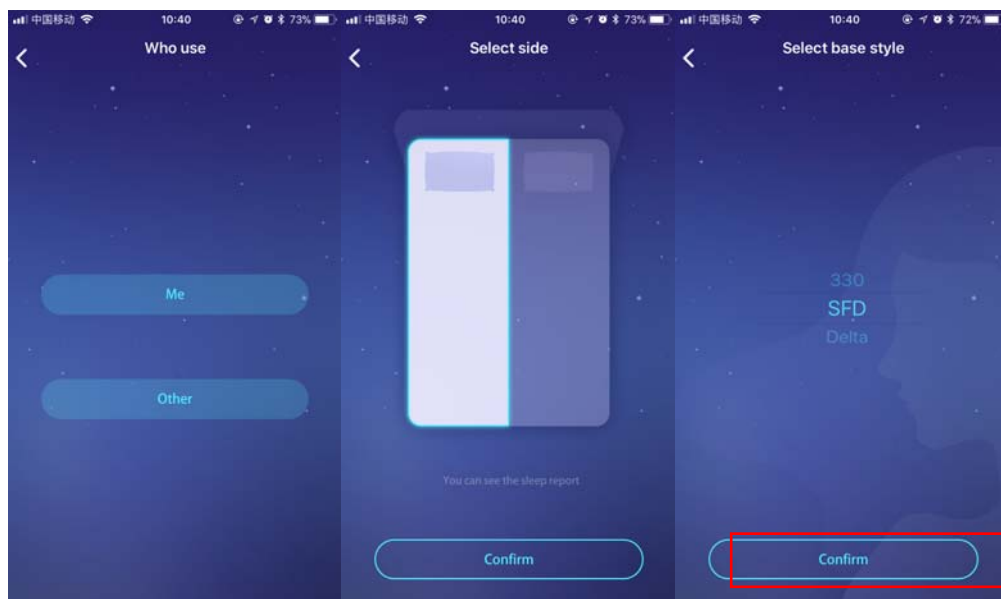 中国移动 10:40 73%
Who use
Me
Other
中国移动 10:40 73%
Select side
You can see the sleep report
Confirm
中国移动 10:40 72%
Select base style
330
SFD
Delta
Confirm